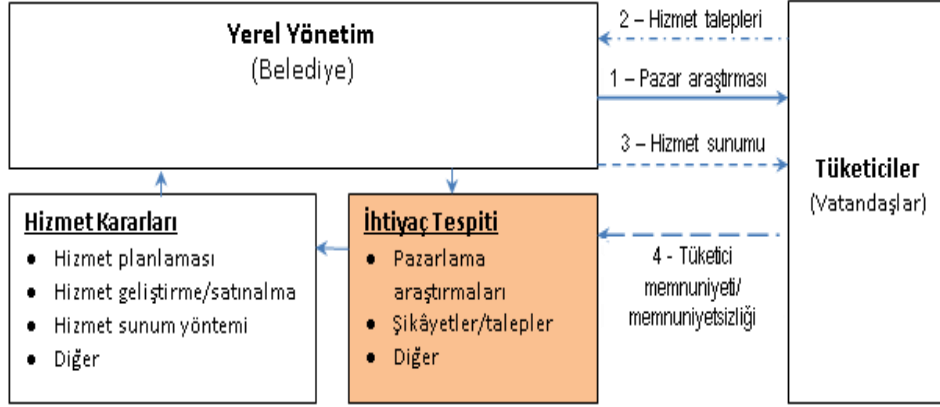 Yerel Yönetim
(Belediye)
2 – Hizmet talepleri
1 – Pazar araştırması
3 – Hizmet sunumu
Tüketiciler
(Vatandaşlar)
Hizmet Kararları
● Hizmet planlaması
● Hizmet geliştirme/satınalma
● Hizmet sunum yöntemi
● Diğer
İhtiyaç Tespiti
● Pazarlama
araştırmaları
● Şikâyetler/talepler
● Diğer
4 - Tüketici
memnuniyeti/
memnuniyetsizliği